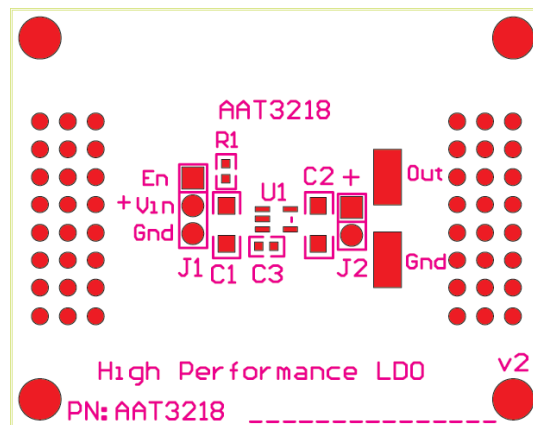 AAT3218
R1
En
C2 +
U1
Out
+ Vin
Gnd
J1
C1
C3
J2
Gnd
High Performance LDO
v2
PN: AAT3218 _______________